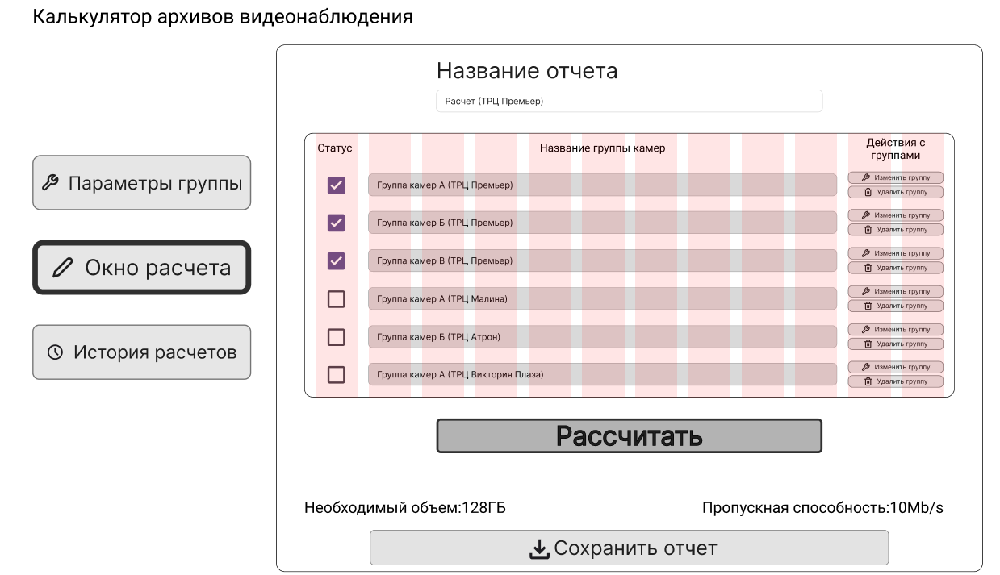 Калькулятор архивов видеонаблюдения
Параметры группы
Окно расчета
История расчетов
Название отчета
Расчет (ТРЦ Премьер)
Статус
Название группы камер
Действия с
группами
Группа камер А (ТРЦ Премьер)
Изменить группу
Удалить группу
Группа камер Б (ТРЦ Премьер)
Изменить группу
Удалить группу
Группа камер В (ТРЦ Премьер)
Изменить группу
Удалить группу
Группа камер А (ТРЦ Малина)
Изменить группу
Удалить группу
Группа камер Б (ТРЦ Атрон)
Изменить группу
Удалить группу
Группа камер А (ТРЦ Виктория Плаза)
Изменить группу
Удалить группу
Рассчитать
Необходимый объем:128ГБ
Пропускная способность:10Mb/s
Сохранить отчет